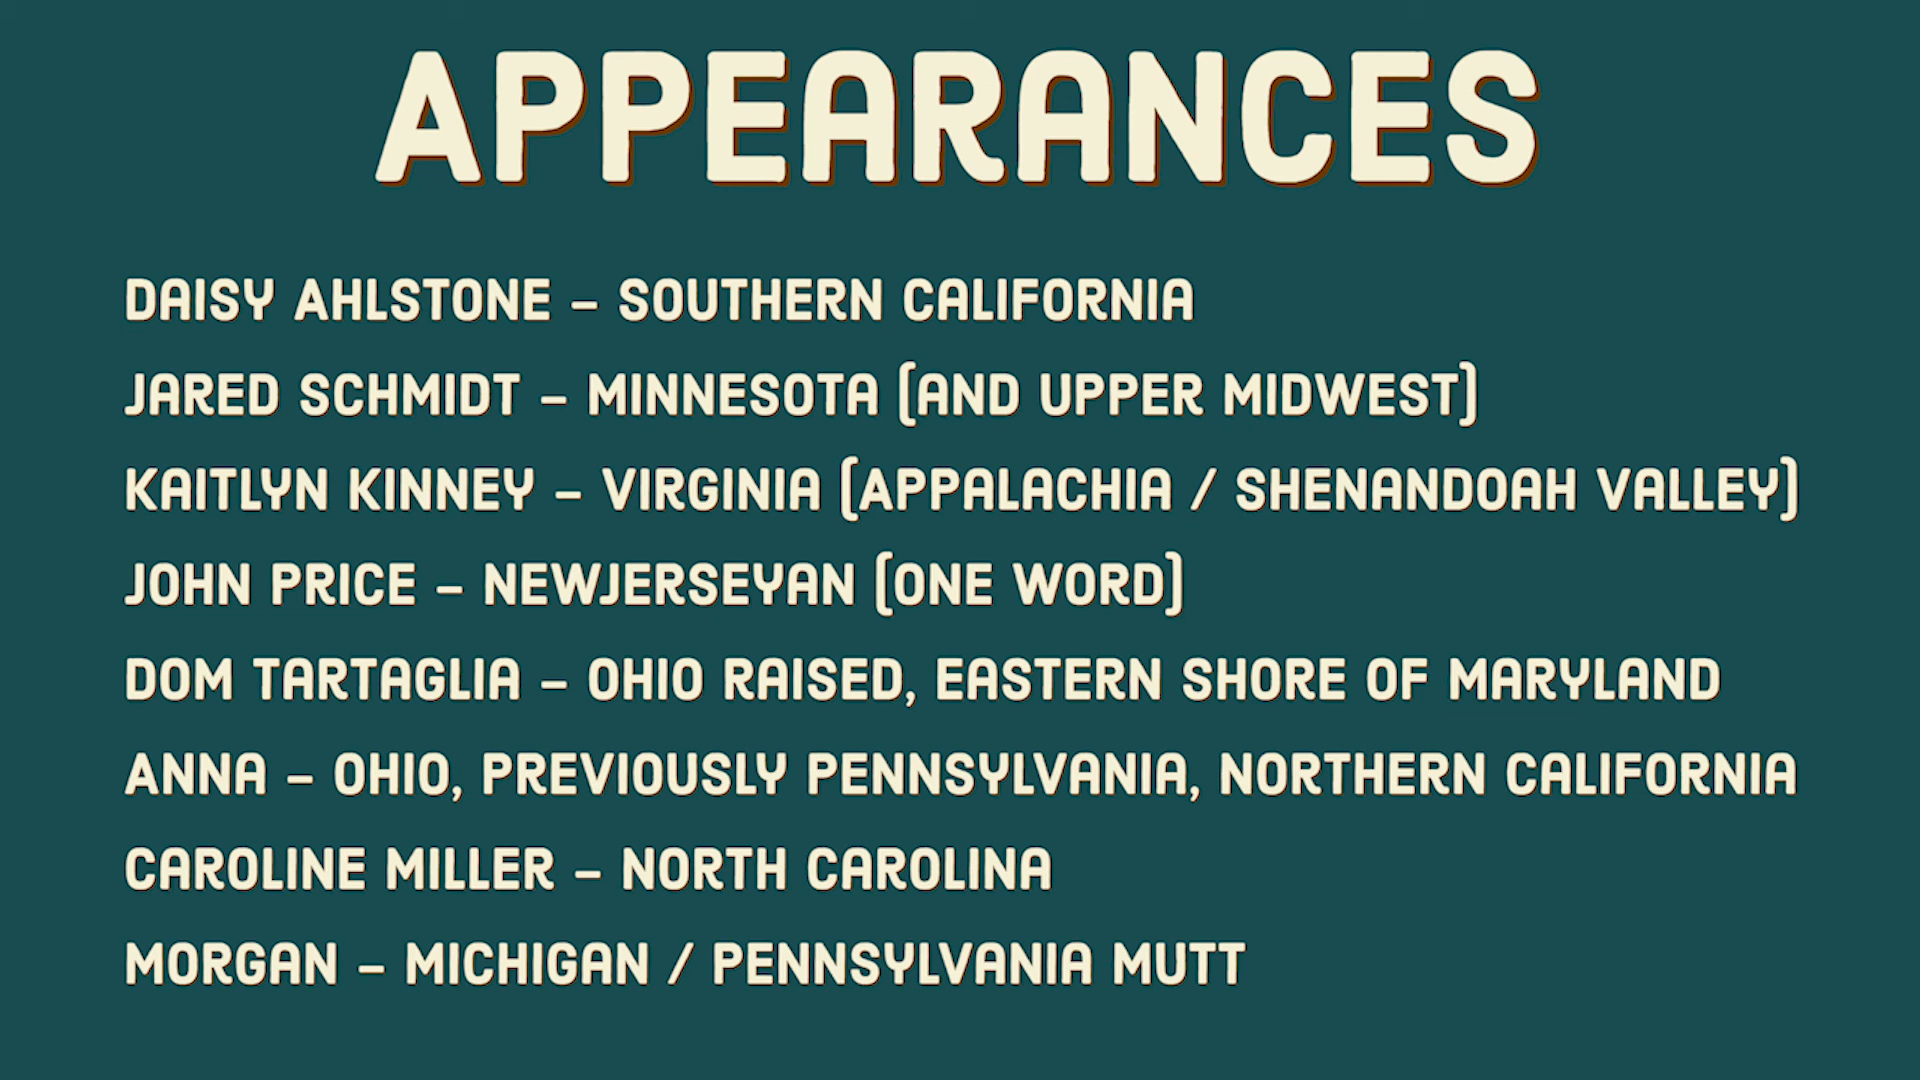 APPEARANCES
DAISY AHLSTONE – SOUTHERN CALIFORNIA
JARED SCHMIDT – MINNESOTA (AND UPPER MIDWEST)
KAITLYN KINNEY – VIRGINIA (APPALACHIA / SHENANDOAH VALLEY)
JOHN PRICE – NEWJERSEYAN (ONE WORD)
DOM TARTAGLIA – OHIO RAISED, EASTERN SHORE OF MARYLAND
ANNA – OHIO, PREVIOUSLY PENNSYLVANIA, NORTHERN CALIFORNIA
CAROLINE MILLER – NORTH CAROLINA
MORGAN – MICHIGAN / PENNSYLVANIA MUTT